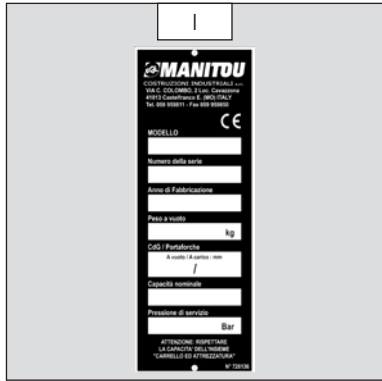 I
MANITOU
COSTRUZIONI INDUSTRIALI s.r.l.
VIA C. COLOMBO, 2 Loc. Cavazzona
41013 Castelfranco E. (MO) ITALY
Tel. 059 959811 - Fax 059 959850
CE
MODELLO
Numero della serie
Anno di Fabbricazione
Peso a vuoto
kg
CdG / Portaforche
A vuoto / A carico : mm
/
Capacità nominale
Pressione di servizio
Bar
ATTENZIONE: RISPETTARE
LA CAPACITA' DELL'INSIEME
"CARRELLO ED ATTREZZATURA"
N° 720136